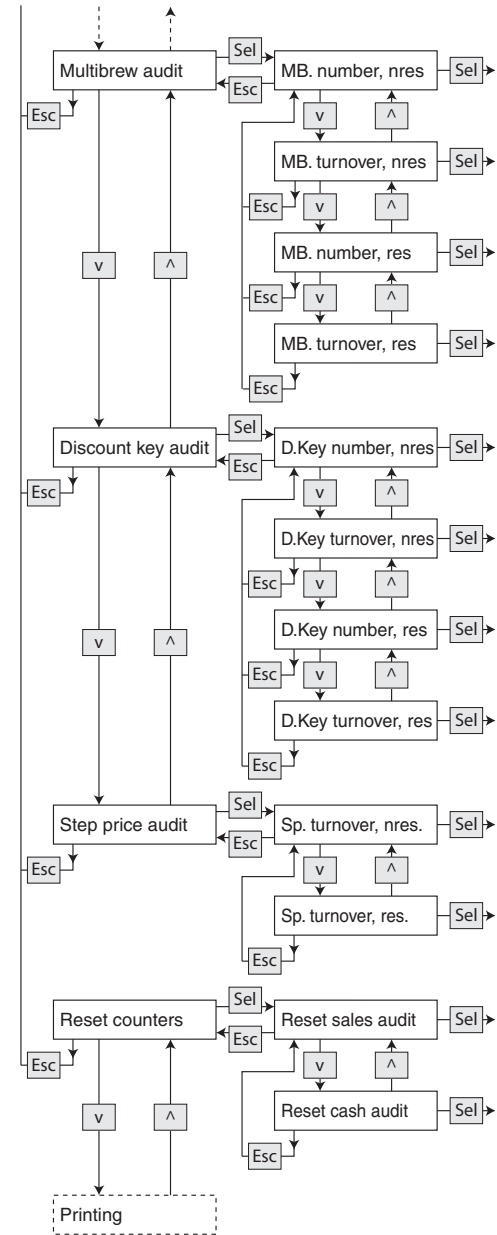 Sel
Multibrew audit MB. number, nres Sel
Esc
Esc v ^
MB. turnover, nres Sel
Esc v ^
v ^ MB. number, res Sel
Esc v ^
MB. turnover, res Sel
Esc
Sel
Discount key audit D.Key number, nres Sel
Esc
Esc v ^
D.Key turnover, nres Sel
Esc v ^
v ^ D.Key number, res Sel
Esc v ^
D.Key turnover, res Sel
Esc
Sel
Step price audit Sp. turnover, nres. Sel
Esc
Esc v ^
Sp. turnover, res. Sel
Esc
Sel
Reset counters Reset sales audit Sel
Esc
Esc v ^
v ^ Reset cash audit Sel
Esc
Printing